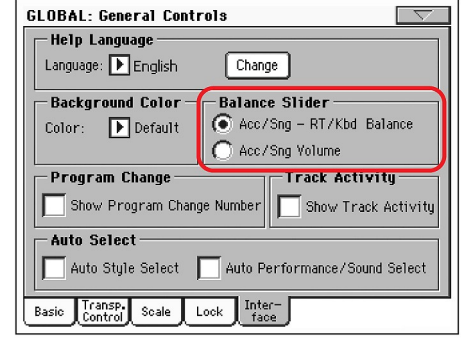 GLOBAL: General Controls
Help Language
Language: English Change
Background Color Balance Slider
Color: Default Acc/Sng - RT/Kbd Balance
Acc/Sng Volume
Program Change Track Activity
Show Program Change Number Show Track Activity
Auto Select
Auto Style Select Auto Performance/Sound Select
Basic Transp. Control Scale Lock Inter-
face